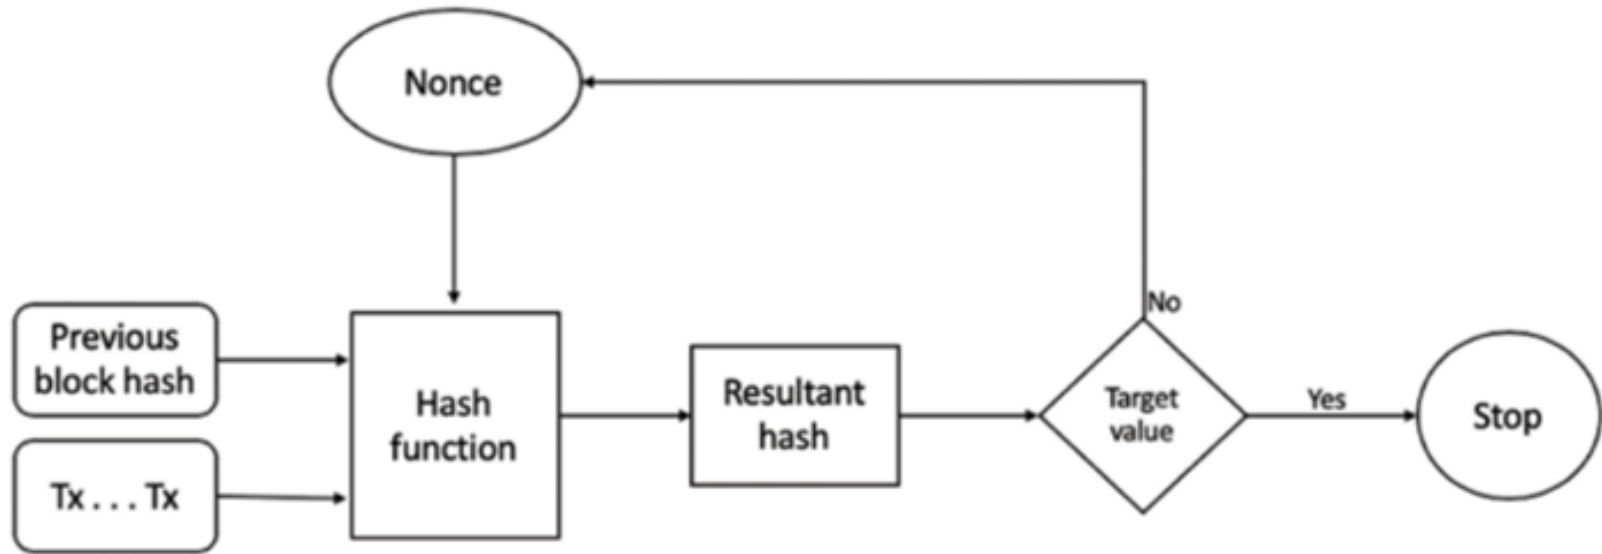 Nonce
No
Previous
block hash
Hash
function
Resultant
hash
Target
value
Yes
Stop
Tx . . . Tx